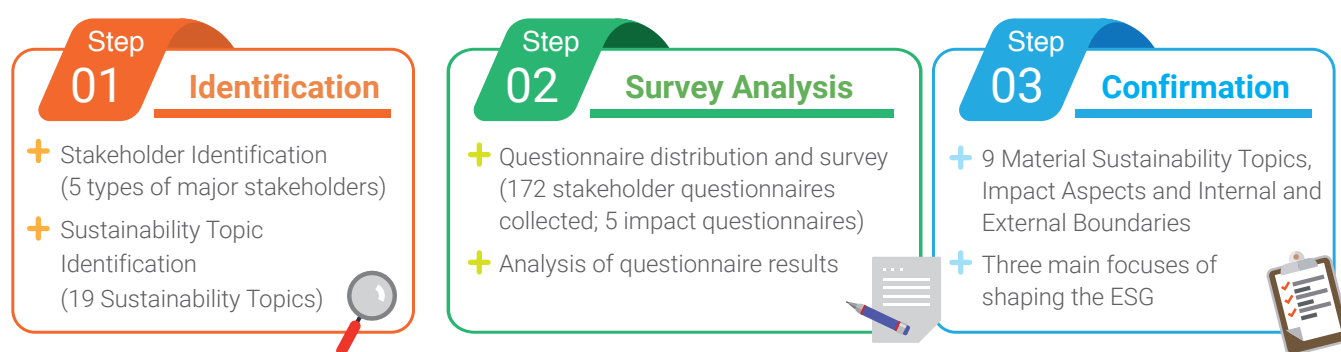 Step
01
Identification
Stakeholder Identification
(5 types of major stakeholders)
Sustainability Topic
Identification
(19 Sustainability Topics)
Step
02
Survey Analysis
Questionnaire distribution and survey
(172 stakeholder questionnaires
collected; 5 impact questionnaires)
Analysis of questionnaire results
Step
03
Confirmation
9 Material Sustainability Topics,
Impact Aspects and Internal and
External Boundaries
Three main focuses of
shaping the ESG